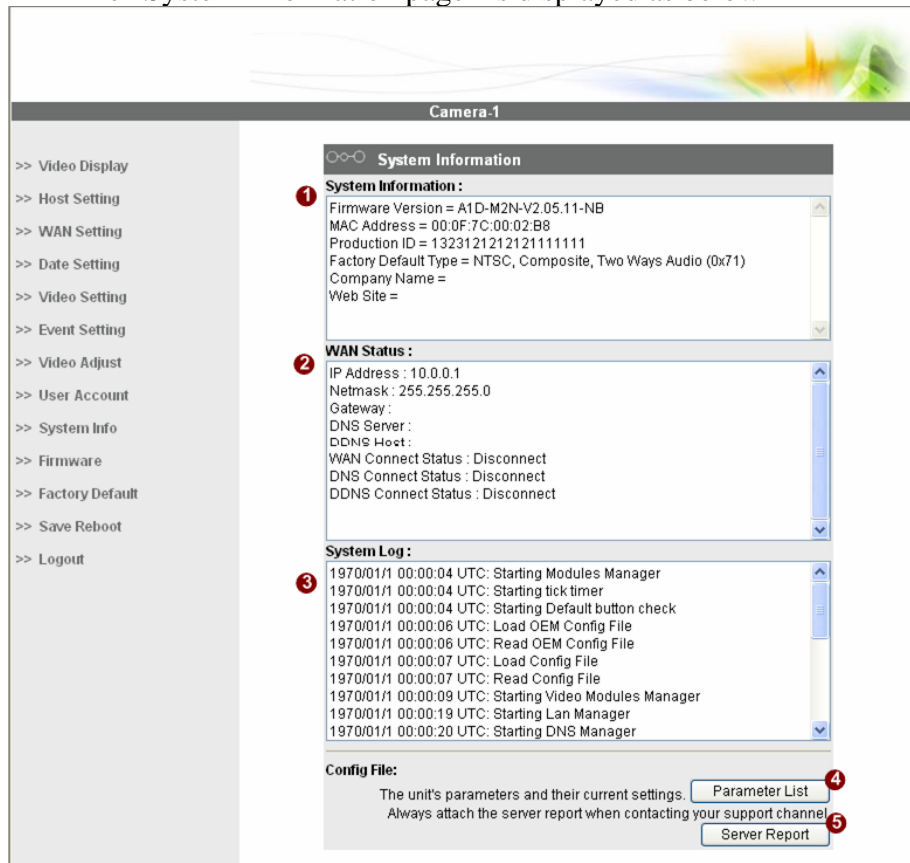 Camera-1
>> Video Display
>> Host Setting
>> WAN Setting
>> Date Setting
>> Video Setting
>> Event Setting
>> Video Adjust
>> User Account
>> System Info
>> Firmware
>> Factory Default
>> Save Reboot
>> Logout
System Information
1
System Information :
Firmware Version = A1D-M2N-V2.05.11-NB
MAC Address = 00:0F:7C:00:02:B8
Production ID = 1323121212121111111
Factory Default Type = NTSC, Composite, Two Ways Audio (0x71)
Company Name =
Web Site =
2
WAN Status :
IP Address : 10.0.0.1
Netmask : 255.255.255.0
Gateway :
DNS Server :
DDNS Host :
WAN Connect Status : Disconnect
DNS Connect Status : Disconnect
DDNS Connect Status : Disconnect
3
System Log :
1970/01/1 00:00:04 UTC: Starting Modules Manager
1970/01/1 00:00:04 UTC: Starting tick timer
1970/01/1 00:00:04 UTC: Starting Default button check
1970/01/1 00:00:06 UTC: Load OEM Config File
1970/01/1 00:00:06 UTC: Read OEM Config File
1970/01/1 00:00:07 UTC: Load Config File
1970/01/1 00:00:07 UTC: Read Config File
1970/01/1 00:00:09 UTC: Starting Video Modules Manager
1970/01/1 00:00:19 UTC: Starting Lan Manager
1970/01/1 00:00:20 UTC: Starting DNS Manager
Config File:
The unit's parameters and their current settings. Parameter List 4
Always attach the server report when contacting your support channel
Server Report 5